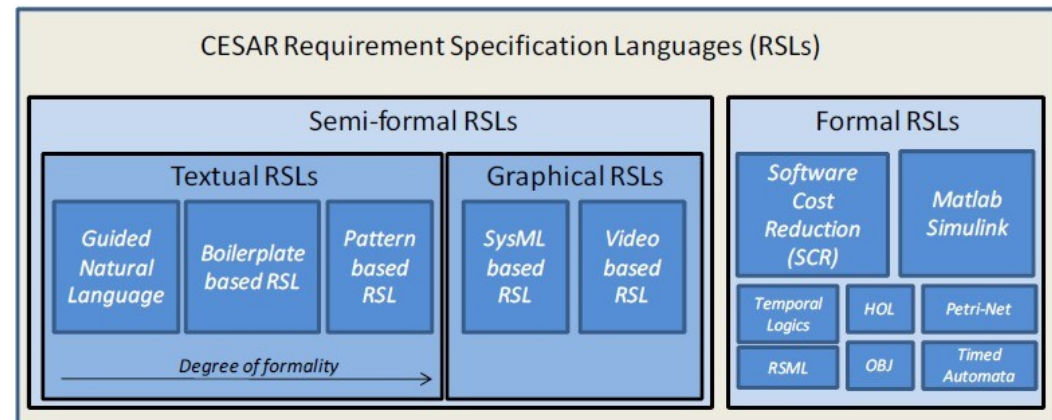 CESAR Requirement Specification Languages (RSLs)
Semi-formal RSLs
Textual RSLs
Guided
Natural
Language
Boilerplate
based RSL
Pattern
based
RSL
Degree of formality
Graphical RSLs
SysML
based
RSL
Video
based
RSL
Formal RSLs
Software
Cost
Reduction
(SCR)
Matlab
Simulink
Temporal
Logics
HOL
Petri-Net
RSML
OBJ
Timed
Automata